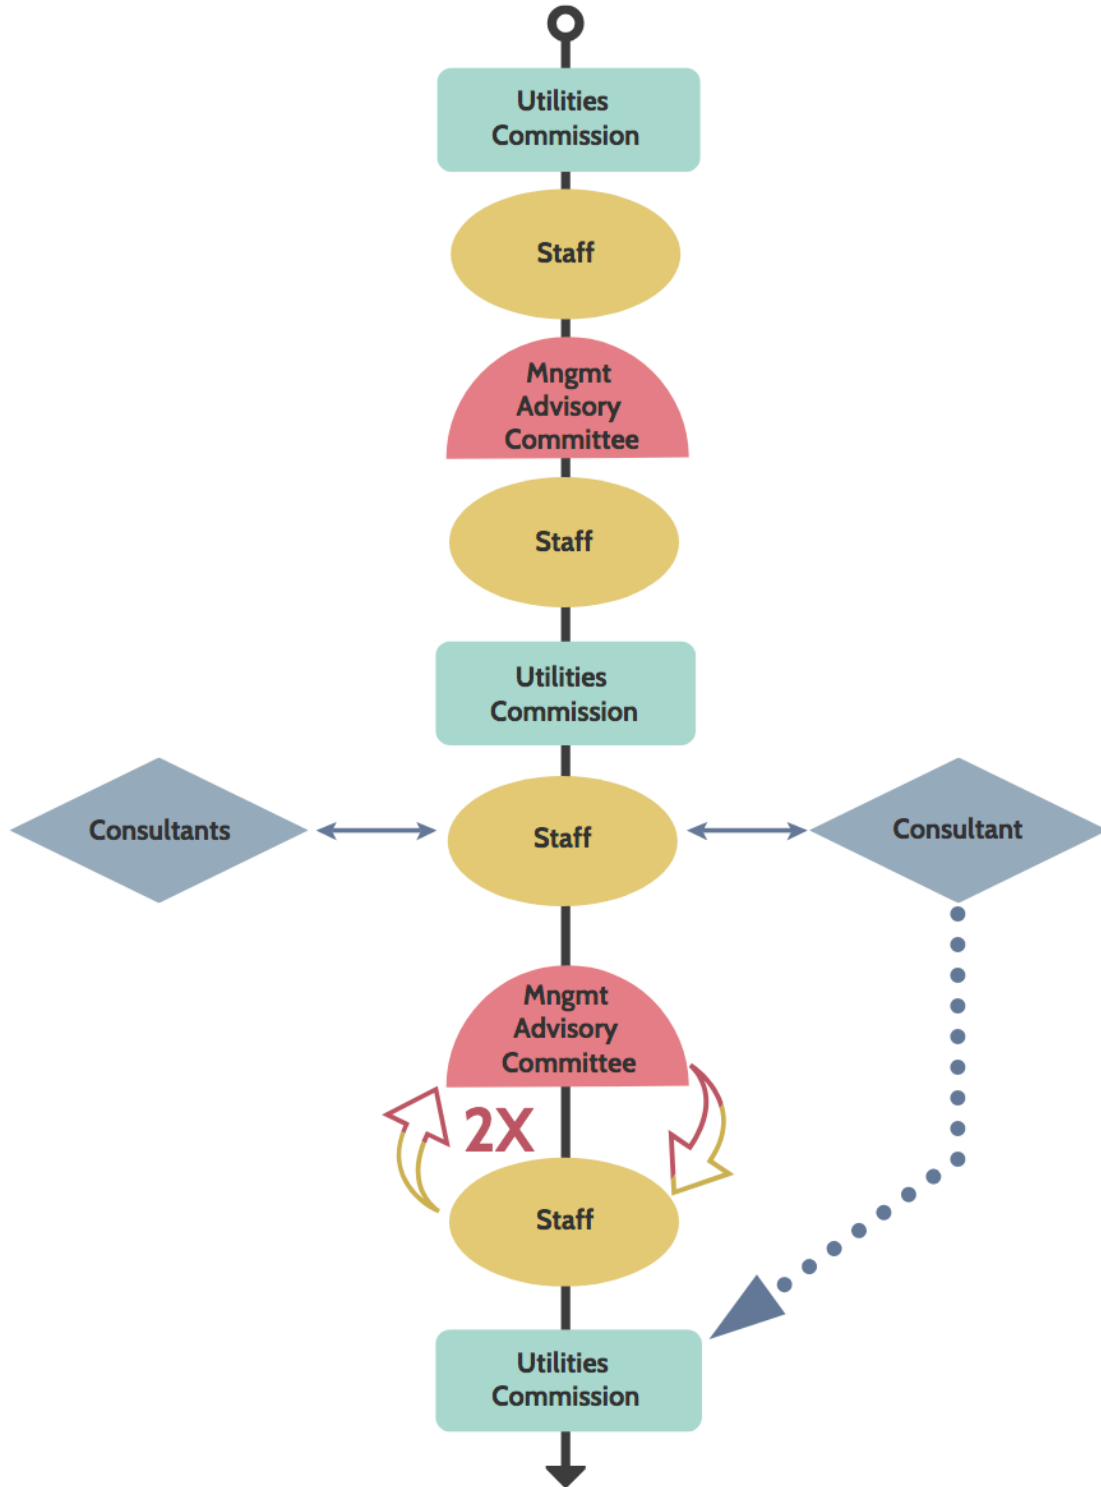 Utilities
Commission
Staff
Mngmt
Advisory
Committee
Staff
Utilities
Commission
Consultants
Staff
Consultant
Mngmt
Advisory
Committee
2X
Staff
Utilities
Commission